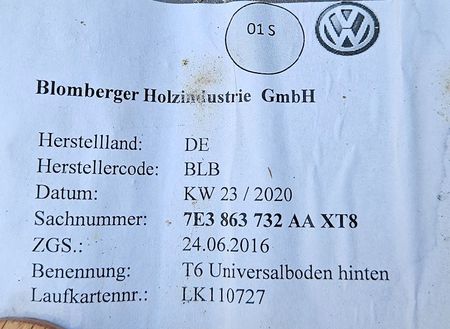 01 S
Blomberger Holzindustrie GmbH
Herstellland: DE
Herstellercode: BLB
Datum: KW 23 / 2020
Sachnummer: 7E3 863 732 AA XT8
ZGS.: 24.06.2016
Benennung: T6 Universalboden hinten
Laufkartennr.: LK110727